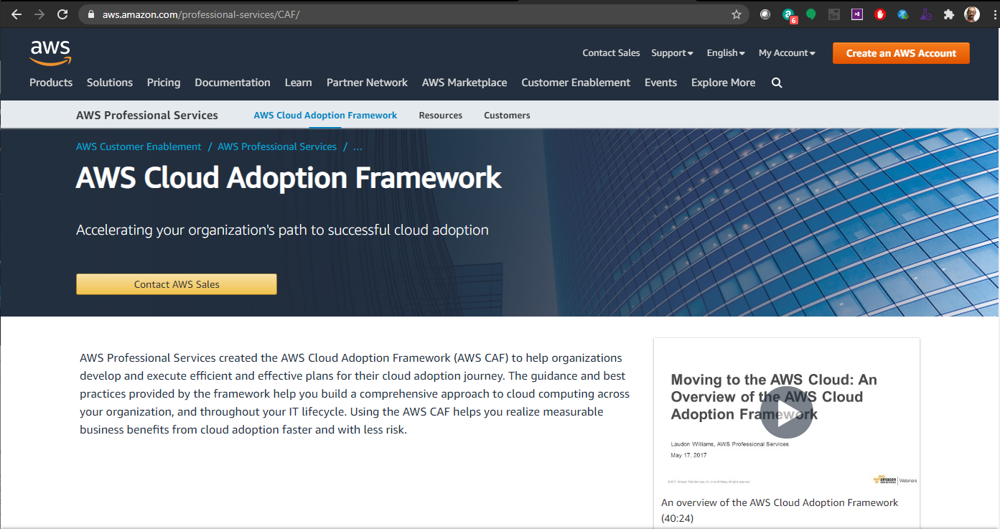 aws.amazon.com/professional-services/CAF/
6
aws
Contact Sales Support English My Account Create an AWS Account
Products Solutions Pricing Documentation Learn Partner Network AWS Marketplace Customer Enablement Events Explore More
AWS Professional Services AWS Cloud Adoption Framework Resources Customers
AWS Customer Enablement / AWS Professional Services / ...
AWS Cloud Adoption Framework
Accelerating your organization's path to successful cloud adoption
Contact AWS Sales
AWS Professional Services created the AWS Cloud Adoption Framework (AWS CAF) to help organizations
develop and execute efficient and effective plans for their cloud adoption journey. The guidance and best
practices provided by the framework help you build a comprehensive approach to cloud computing across
your organization, and throughout your IT lifecycle. Using the AWS CAF helps you realize measurable
business benefits from cloud adoption faster and with less risk.
Moving to the AWS Cloud: An
Overview of the AWS Cloud
Adoption Framework
Laudon Williams, AWS Professional Services
May 17, 2017
amazon
web services
Webinars
An overview of the AWS Cloud Adoption Framework
(40:24)